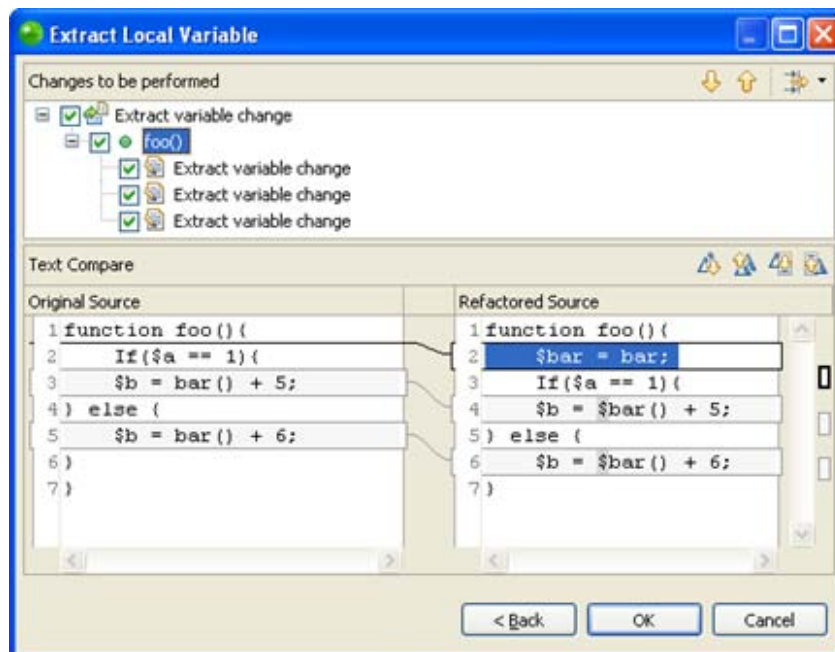 Extract Local Variable
Changes to be performed
Extract variable change
foo()
Extract variable change
Extract variable change
Extract variable change
Text Compare
Original Source
1 function foo(){
2 If($a == 1){
3 $b = bar() + 5;
4 } else {
5 $b = bar() + 6;
6 }
7 }
Refactored Source
1 function foo(){
2 $bar = bar;
3 If($a == 1){
4 $b = $bar() + 5;
5 } else {
6 $b = $bar() + 6;
7 }
< Back
OK
Cancel